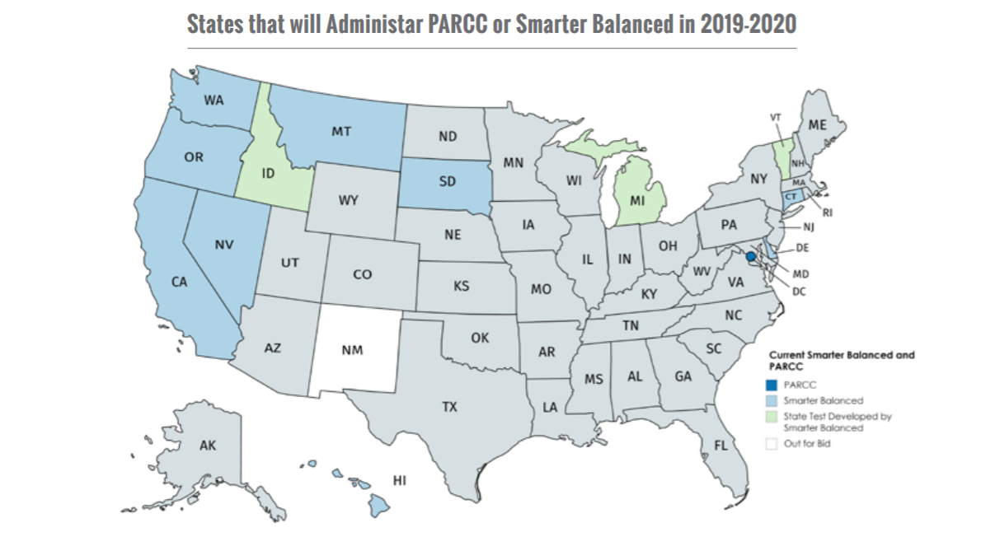 States that will Administar PARCC or Smarter Balanced in 2019-2020
WA
MT
ND
MN
VT
ME
OR
ID
SD
WI
MI
NY
NH
MA
CT
RI
WY
IA
PA
NJ
NE
NV
UT
CO
IL
IN
OH
DE
MD
DC
CA
KS
MO
WV
VA
KY
NC
TN
AZ
NM
OK
AR
SC
MS
AL
GA
TX
LA
FL
AK
HI
Current Smarter Balanced and
PARCC
PARCC
Smarter Balanced
State Test Developed by
Smarter Balanced
Out for Bid